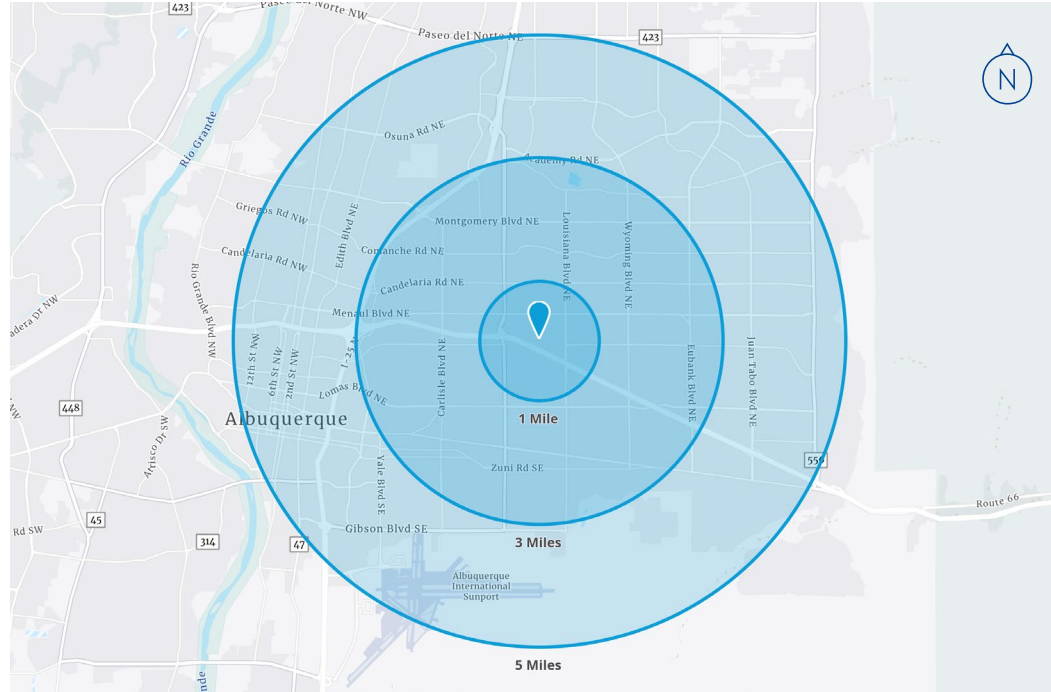 423
Paseo del Norte NW
Paseo del Norte NE
423
N
Rio Grande
Osuna Rd NE
Academy Rd NE
Griegos Rd NW
Edith Blvd NE
Montgomery Blvd NE
Louisiana Blvd NE
Wyoming Blvd NE
Candelaria Rd NW
Comanche Rd NE
Rio Grande Blvd NW
Candelaria Rd NE
adera Dr NW
Menaul Blvd NE
12th St NW
6th St NW
2nd St NW
I-25
Carlisle Blvd NE
Eubank Blvd NE
Juan Tabo Blvd NE
Lomas Blvd NE
NW
448
Albuquerque
1 Mile
Arrisco Dr SW
Yale Blvd SE
Zuni Rd SE
556
Route 66
45
Rd SW
314
47
Gibson Blvd SE
3 Miles
Albuquerque
International
Sunport
5 Miles